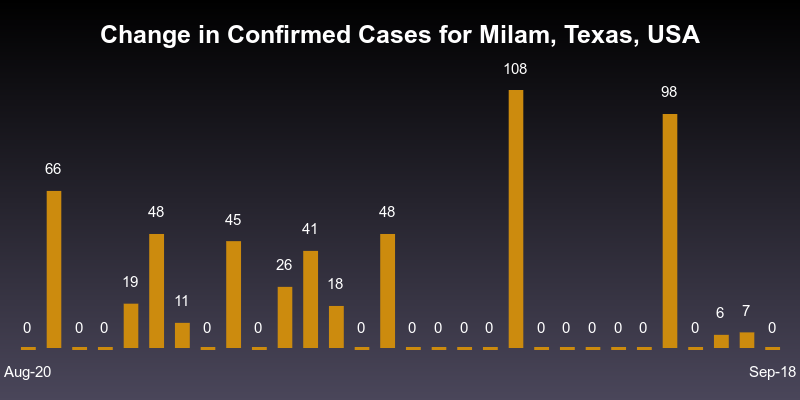 Change in Confirmed Cases for Milam, Texas, USA
0 66 0 0 19 48 11 0 45 0 26 41 18 0 48 0 0 0 0 108 0 0 0 0 0 98 0 6 7 0
Aug-20 Sep-18